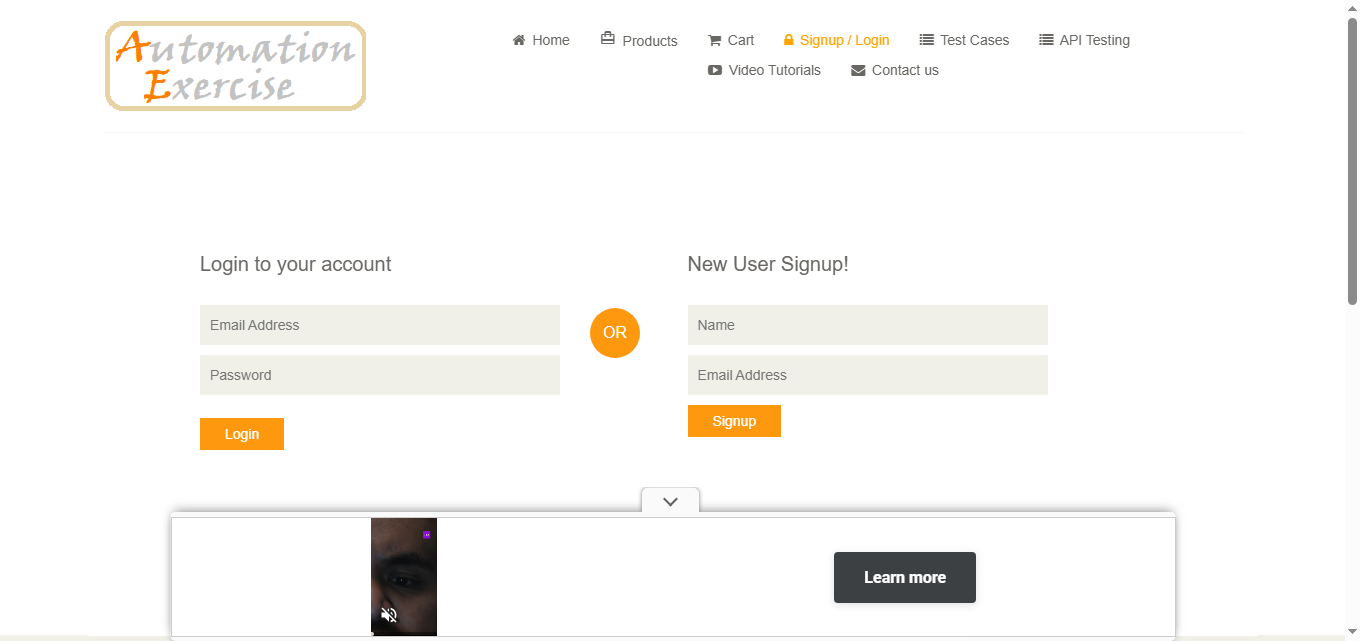 Automation
Exercise
Home
Products
Cart
Signup / Login
Test Cases
API Testing
Video Tutorials
Contact us
Login to your account
Email Address
Password
Login
OR
New User Signup!
Name
Email Address
Signup
Learn more